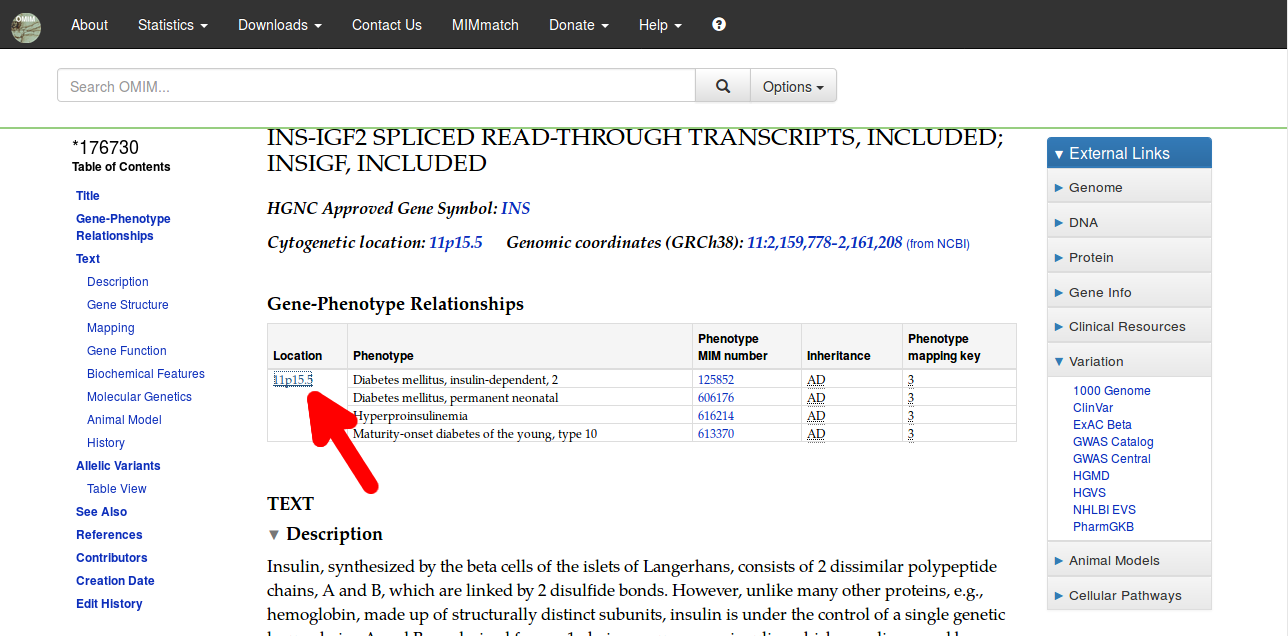 OMIM
About Statistics Downloads Contact Us MIMmatch Donate Help ?
Search OMIM... Options
*176730
Table of Contents
Title
Gene-Phenotype
Relationships
Text
Description
Gene Structure
Mapping
Gene Function
Biochemical Features
Molecular Genetics
Animal Model
History
Allelic Variants
Table View
See Also
References
Contributors
Creation Date
Edit History
INS-IGF2 SPLICED READ-THROUGH TRANSCRIPTS, INCLUDED;
INSIGF, INCLUDED
HGNC Approved Gene Symbol: INS
Cytogenetic location: 11p15.5 Genomic coordinates (GRCh38): 11:2,159,778-2,161,208 (from NCBI)
Gene-Phenotype Relationships
Location Phenotype Phenotype MIM number Inheritance Phenotype mapping key
11p15.5 Diabetes mellitus, insulin-dependent, 2 125852 AD 3
Diabetes mellitus, permanent neonatal 606176 AD 3
Hyperproinsulinemia 616214 AD 3
Maturity-onset diabetes of the young, type 10 613370 AD 3
TEXT
Description
Insulin, synthesized by the beta cells of the islets of Langerhans, consists of 2 dissimilar polypeptide
chains, A and B, which are linked by 2 disulfide bonds. However, unlike many other proteins, e.g.,
hemoglobin, made up of structurally distinct subunits, insulin is under the control of a single genetic
External Links
Genome
DNA
Protein
Gene Info
Clinical Resources
Variation
1000 Genome
ClinVar
ExAC Beta
GWAS Catalog
GWAS Central
HGMD
HGVS
NHLBI EVS
PharmGKB
Animal Models
Cellular Pathways